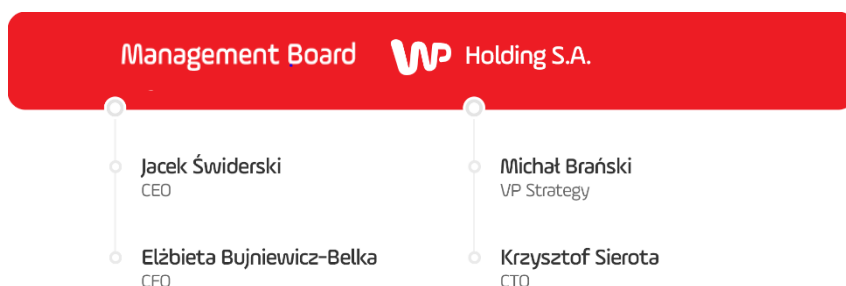 Management Board WP Holding S.A.
Jacek Świderski
CEO
Elżbieta Bujniewicz-Belka
CFO
Michał Brański
VP Strategy
Krzysztof Sierota
CTO